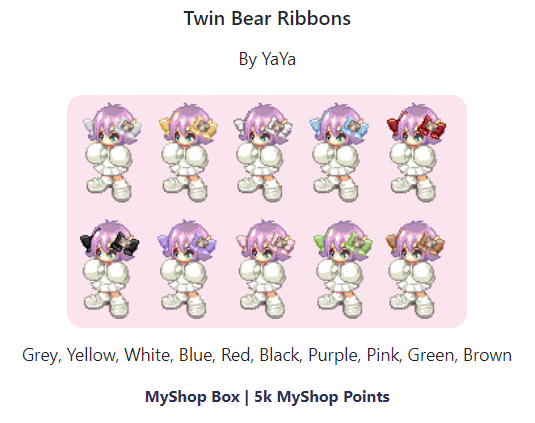 Twin Bear Ribbons
By YaYa
Grey, Yellow, White, Blue, Red, Black, Purple, Pink, Green, Brown
MyShop Box | 5k MyShop Points